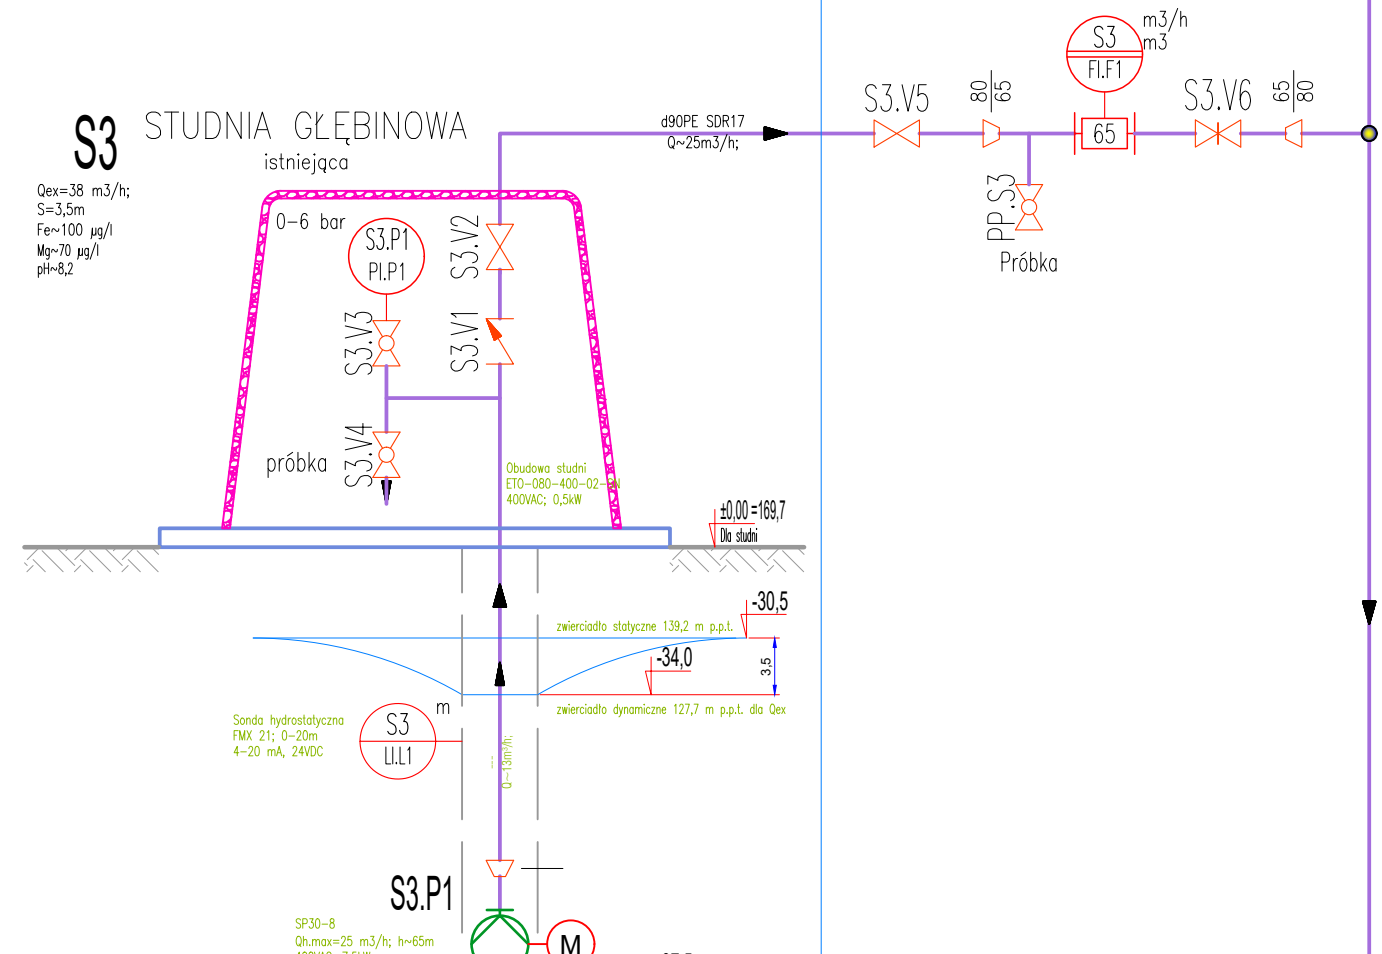 S3
STUDNIA GŁĘBINOWA
istniejąca
Qex=38 m3/h;
S=3,5m
Fe~100 µg/l
Mg~70 µg/l
pH~8,2
0-6 bar
S3.P1
PI.P1
S3.V3
S3.V4
próbka
S3.V2
S3.V1
Obudowa studni
ETO-080-400-02-
400VAC; 0,5kW
d90PE SDR17
Q~25m3/h;
S3.V5
80
65
S3
FI.F1
m3/h
m3
65
S3.V6
65
80
PP.S3
Próbka
±0,00=169,7
Dla studni
-30,5
zwierciadło statyczne 139,2 m p.p.t.
-34,0
3,5
zwierciadło dynamiczne 127,7 m p.p.t. dla Qex
Sonda hydrostatyczna
FMX 21; 0-20m
4-20 mA, 24VDC
m
S3
LI.L1
Q~13m³/h;
S3.P1
SP30-8
Qh.max=25 m3/h; h~65m
M